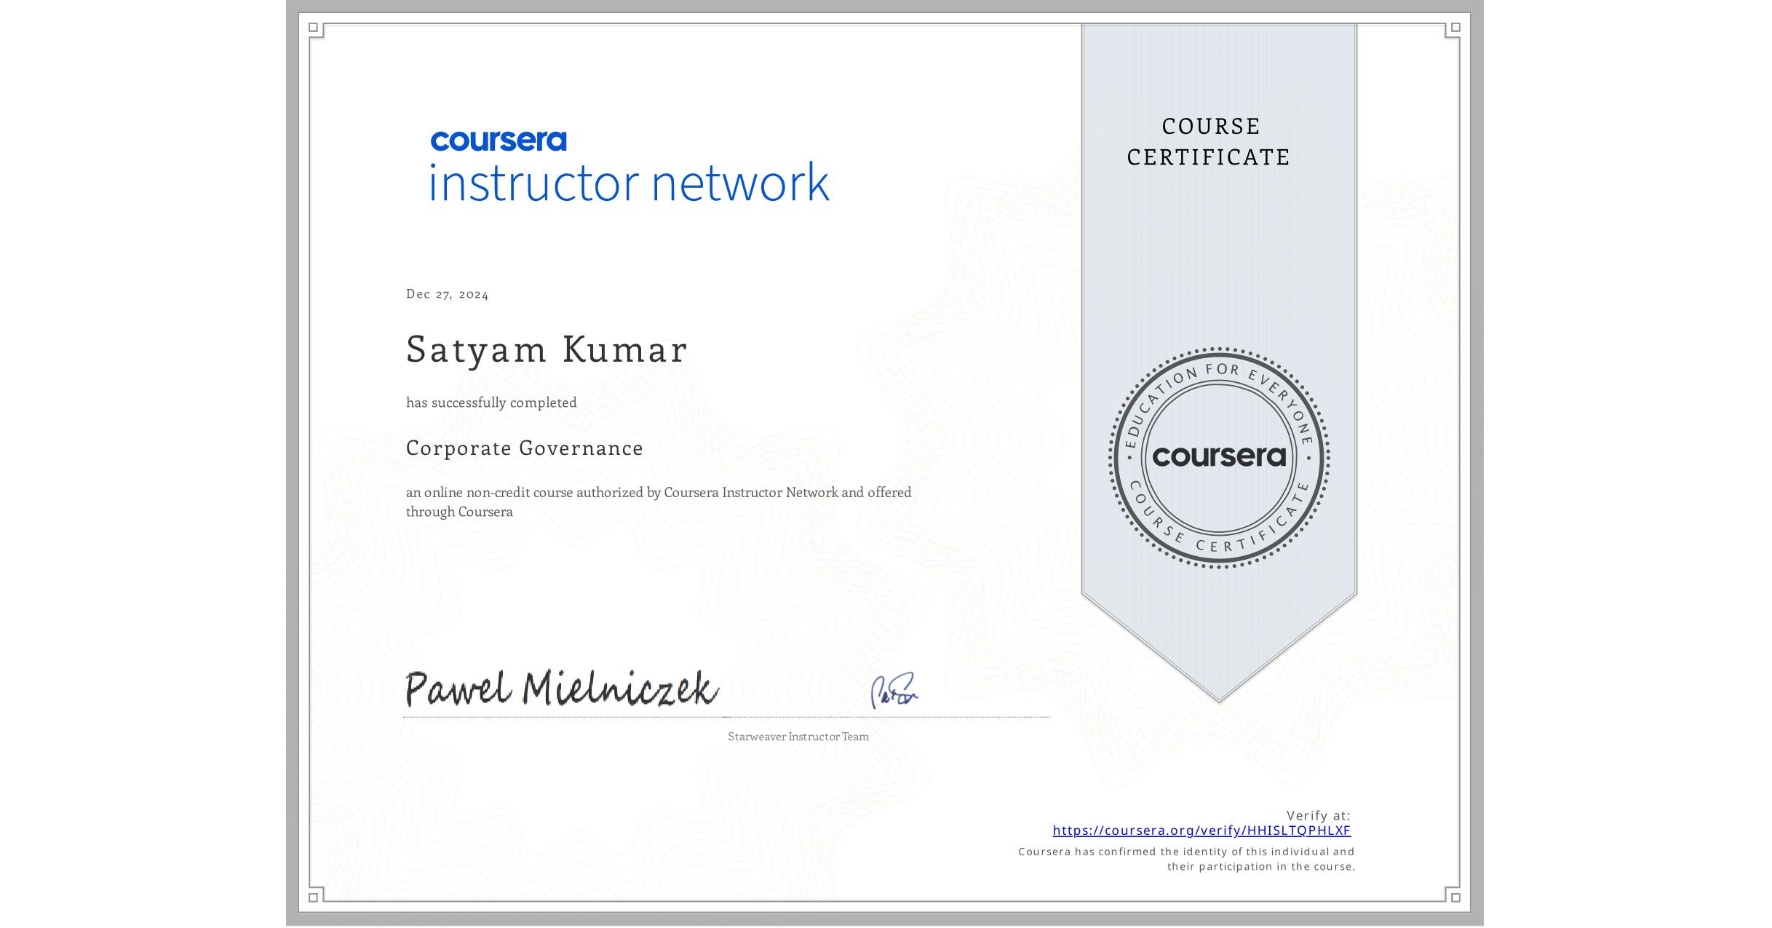 coursera
instructor network
COURSE
CERTIFICATE
Dec 27, 2024
Satyam Kumar
has successfully completed
Corporate Governance
an online non-credit course authorized by Coursera Instructor Network and offered
through Coursera
EDUCATION FOR EVERYONE
coursera
COURSE CERTIFICATE
Pawel Mielniczek
Starweaver Instructor Team
Verify at:
https://coursera.org/verify/HHISLTQPHLXF
Coursera has confirmed the identity of this individual and
their participation in the course.